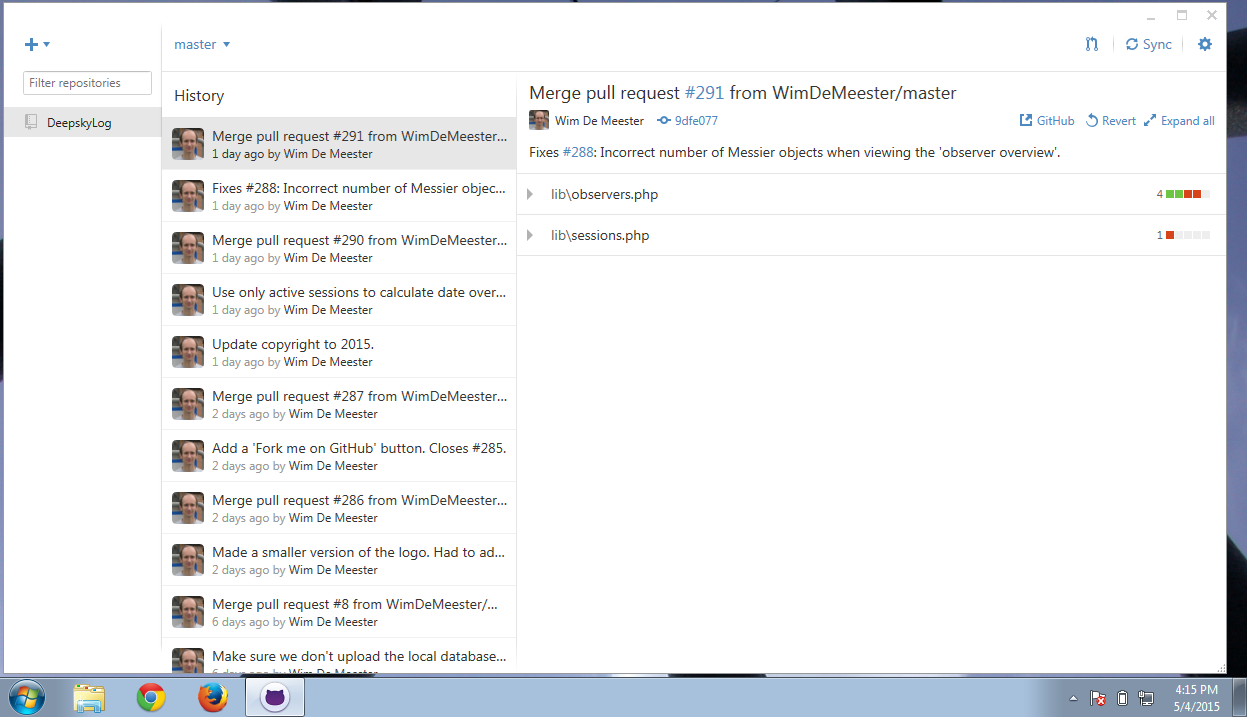 master
Sync
Filter repositories
DeepskyLog
History
Merge pull request #291 from WimDeMeester...
1 day ago by Wim De Meester
Fixes #288: Incorrect number of Messier objec...
1 day ago by Wim De Meester
Merge pull request #290 from WimDeMeester...
1 day ago by Wim De Meester
Use only active sessions to calculate date over...
1 day ago by Wim De Meester
Update copyright to 2015.
1 day ago by Wim De Meester
Merge pull request #287 from WimDeMeester...
2 days ago by Wim De Meester
Add a 'Fork me on GitHub' button. Closes #285.
2 days ago by Wim De Meester
Merge pull request #286 from WimDeMeester...
2 days ago by Wim De Meester
Made a smaller version of the logo. Had to ad...
2 days ago by Wim De Meester
Merge pull request #8 from WimDeMeester/...
6 days ago by Wim De Meester
Make sure we don't upload the local database...
6 days ago by Wim De Meester
Merge pull request #291 from WimDeMeester/master
Wim De Meester 9dfe077
GitHub Revert Expand all
Fixes #288: Incorrect number of Messier objects when viewing the 'observer overview'.
lib\observers.php 4
lib\sessions.php 1
4:15 PM
5/4/2015